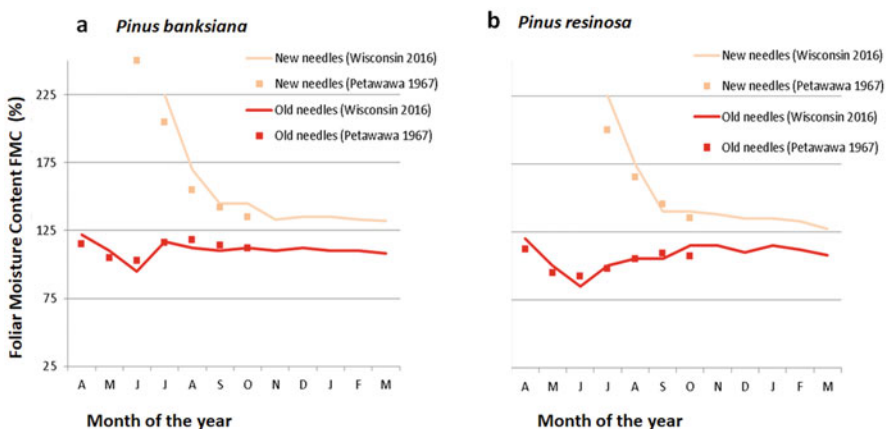 a Pinus banksiana
New needles (Wisconsin 2016)
New needles (Petawawa 1967)
Old needles (Wisconsin 2016)
Old needles (Petawawa 1967)
Foliar Moisture Content FMC (%)
225
175
125
75
25
A M J J A S O N D J F M
Month of the year
b Pinus resinosa
New needles (Wisconsin 2016)
New needles (Petawawa 1967)
Old needles (Wisconsin 2016)
Old needles (Petawawa 1967)
A M J J A S O N D J F M
Month of the year